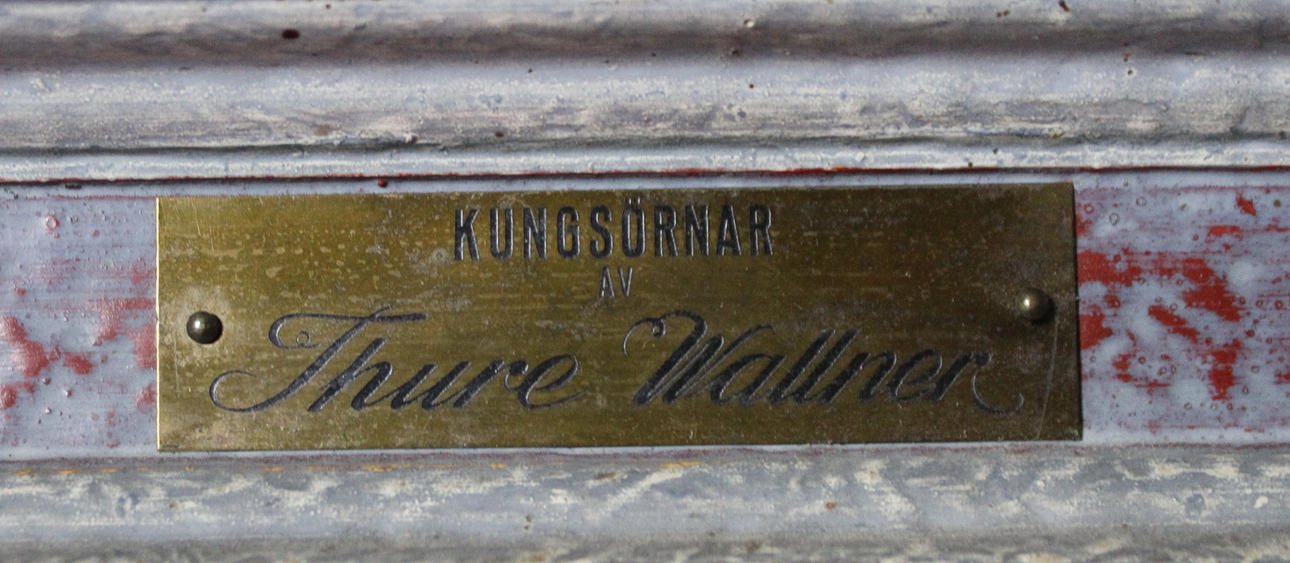 KUNGSÖRNAR
AV
Thure Wallner